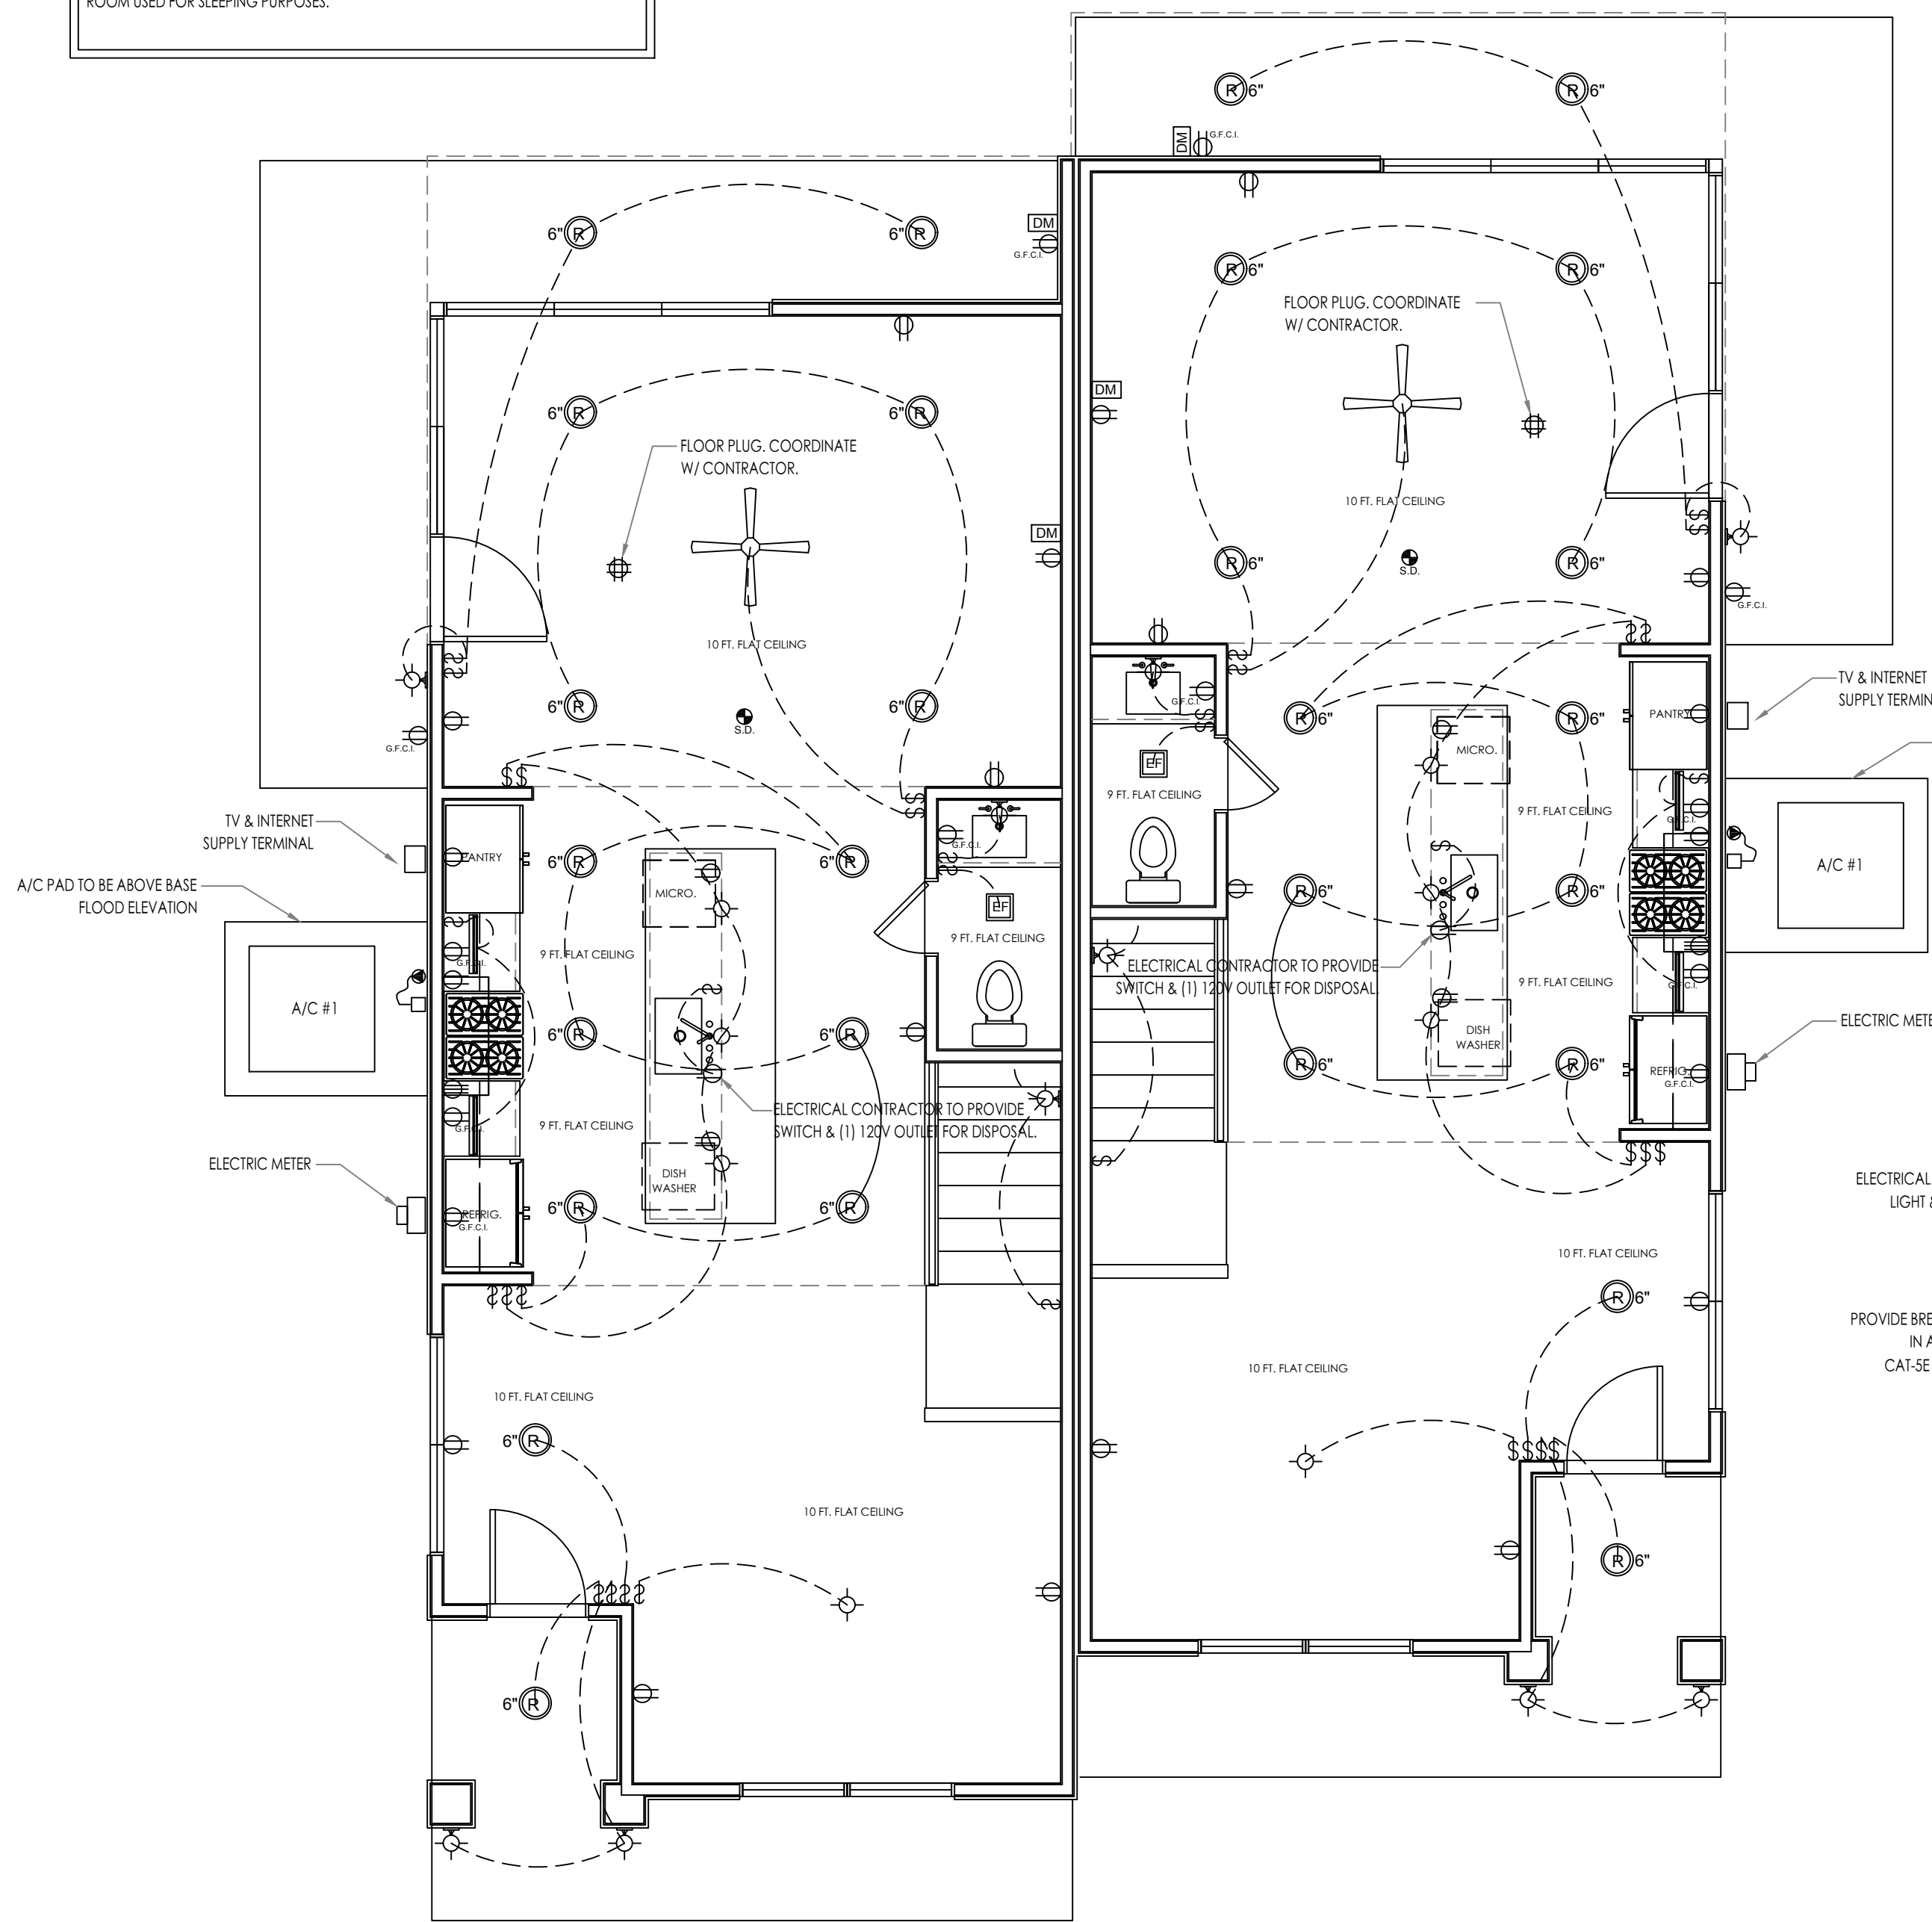 ROOM USED FOR SLEEPING PURPOSES.
R 6"
R 6"
DM
G.F.C.I.
6" R
6" R
DM
G.F.C.I.
R 6"
R 6"
FLOOR PLUG. COORDINATE
W/ CONTRACTOR.
DM
6" R
6" R
FLOOR PLUG. COORDINATE
W/ CONTRACTOR.
10 FT. FLAT CEILING
DM
R 6"
R 6"
S.D.
G.F.C.I.
10 FT. FLAT CEILING
6" R
6" R
S.D.
G.F.C.I.
TV & INTERNET
G.F.C.I.
R 6"
R 6"
PANTRY
MICRO.
EF
9 FT. FLAT CEILING
9 FT. FLAT CEILING
G.F.C.I.
TV & INTERNET
SUPPLY TERMINAL
PANTRY
6" R
6" R
G.F.C.I.
A/C #1
A/C PAD TO BE ABOVE BASE
FLOOD ELEVATION
MICRO.
EF
R 6"
R 6"
9 FT. FLAT CEILING
9 FT. FLAT CEILING
G.F.C.I.
ELECTRICAL CONTRACTOR TO PROVIDE
SWITCH & (1) 120V OUTLET FOR DISPOSAL.
9 FT. FLAT CEILING
G.F.C.I.
A/C #1
6" R
6" R
DISH
WASHER
ELECTRIC
R 6"
R 6"
REFRIG.
G.F.C.I.
ELECTRICAL CONTRACTOR TO PROVIDE
SWITCH & (1) 120V OUTLET FOR DISPOSAL.
9 FT. FLAT CEILING
G.F.C.I.
ELECTRIC METER
DISH
WASHER
6" R
6" R
REFRIG.
G.F.C.I.
ELECTRICAL
LIGHT
10 FT. FLAT CEILING
R 6"
PROVIDE
IN
CAT-5E
10 FT. FLAT CEILING
10 FT. FLAT CEILING
6" R
10 FT. FLAT CEILING
R 6"
6" R